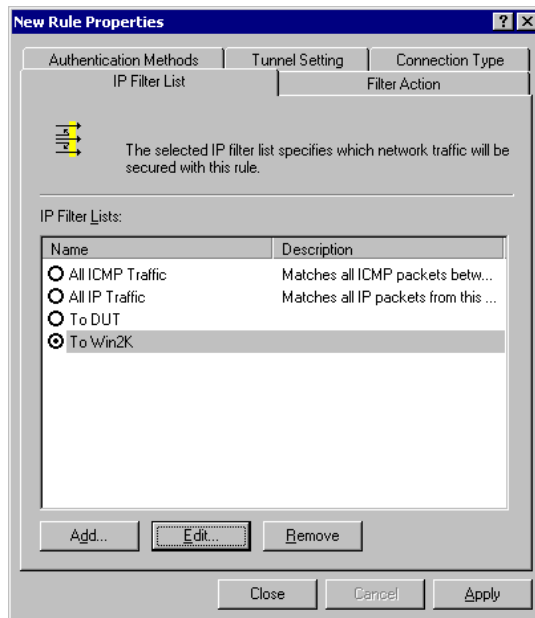 New Rule Properties
Authentication Methods Tunnel Setting Connection Type
IP Filter List Filter Action
The selected IP filter list specifies which network traffic will be
secured with this rule.
IP Filter Lists:
Name Description
All ICMP Traffic Matches all ICMP packets betw...
All IP Traffic Matches all IP packets from this ...
To DUT
To Win2K
Add... Edit... Remove
Close Cancel Apply